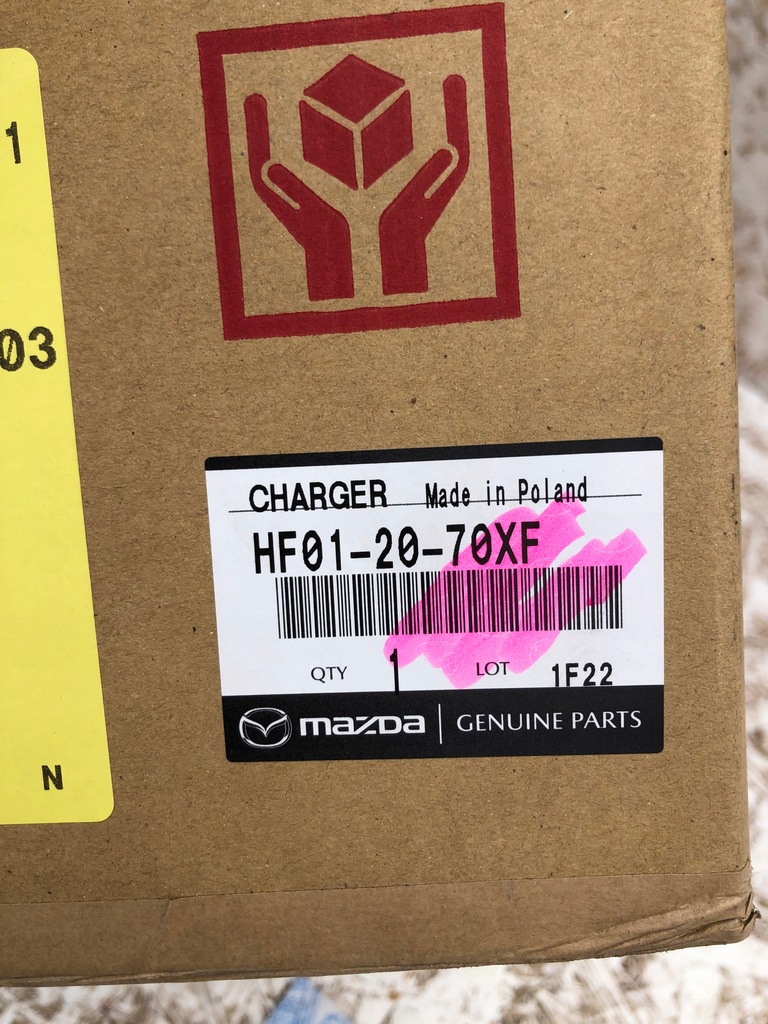 1
03
N
CHARGER Made in Poland
HF01-20-70XF
QTY 1 LOT 1F22
mazda | GENUINE PARTS